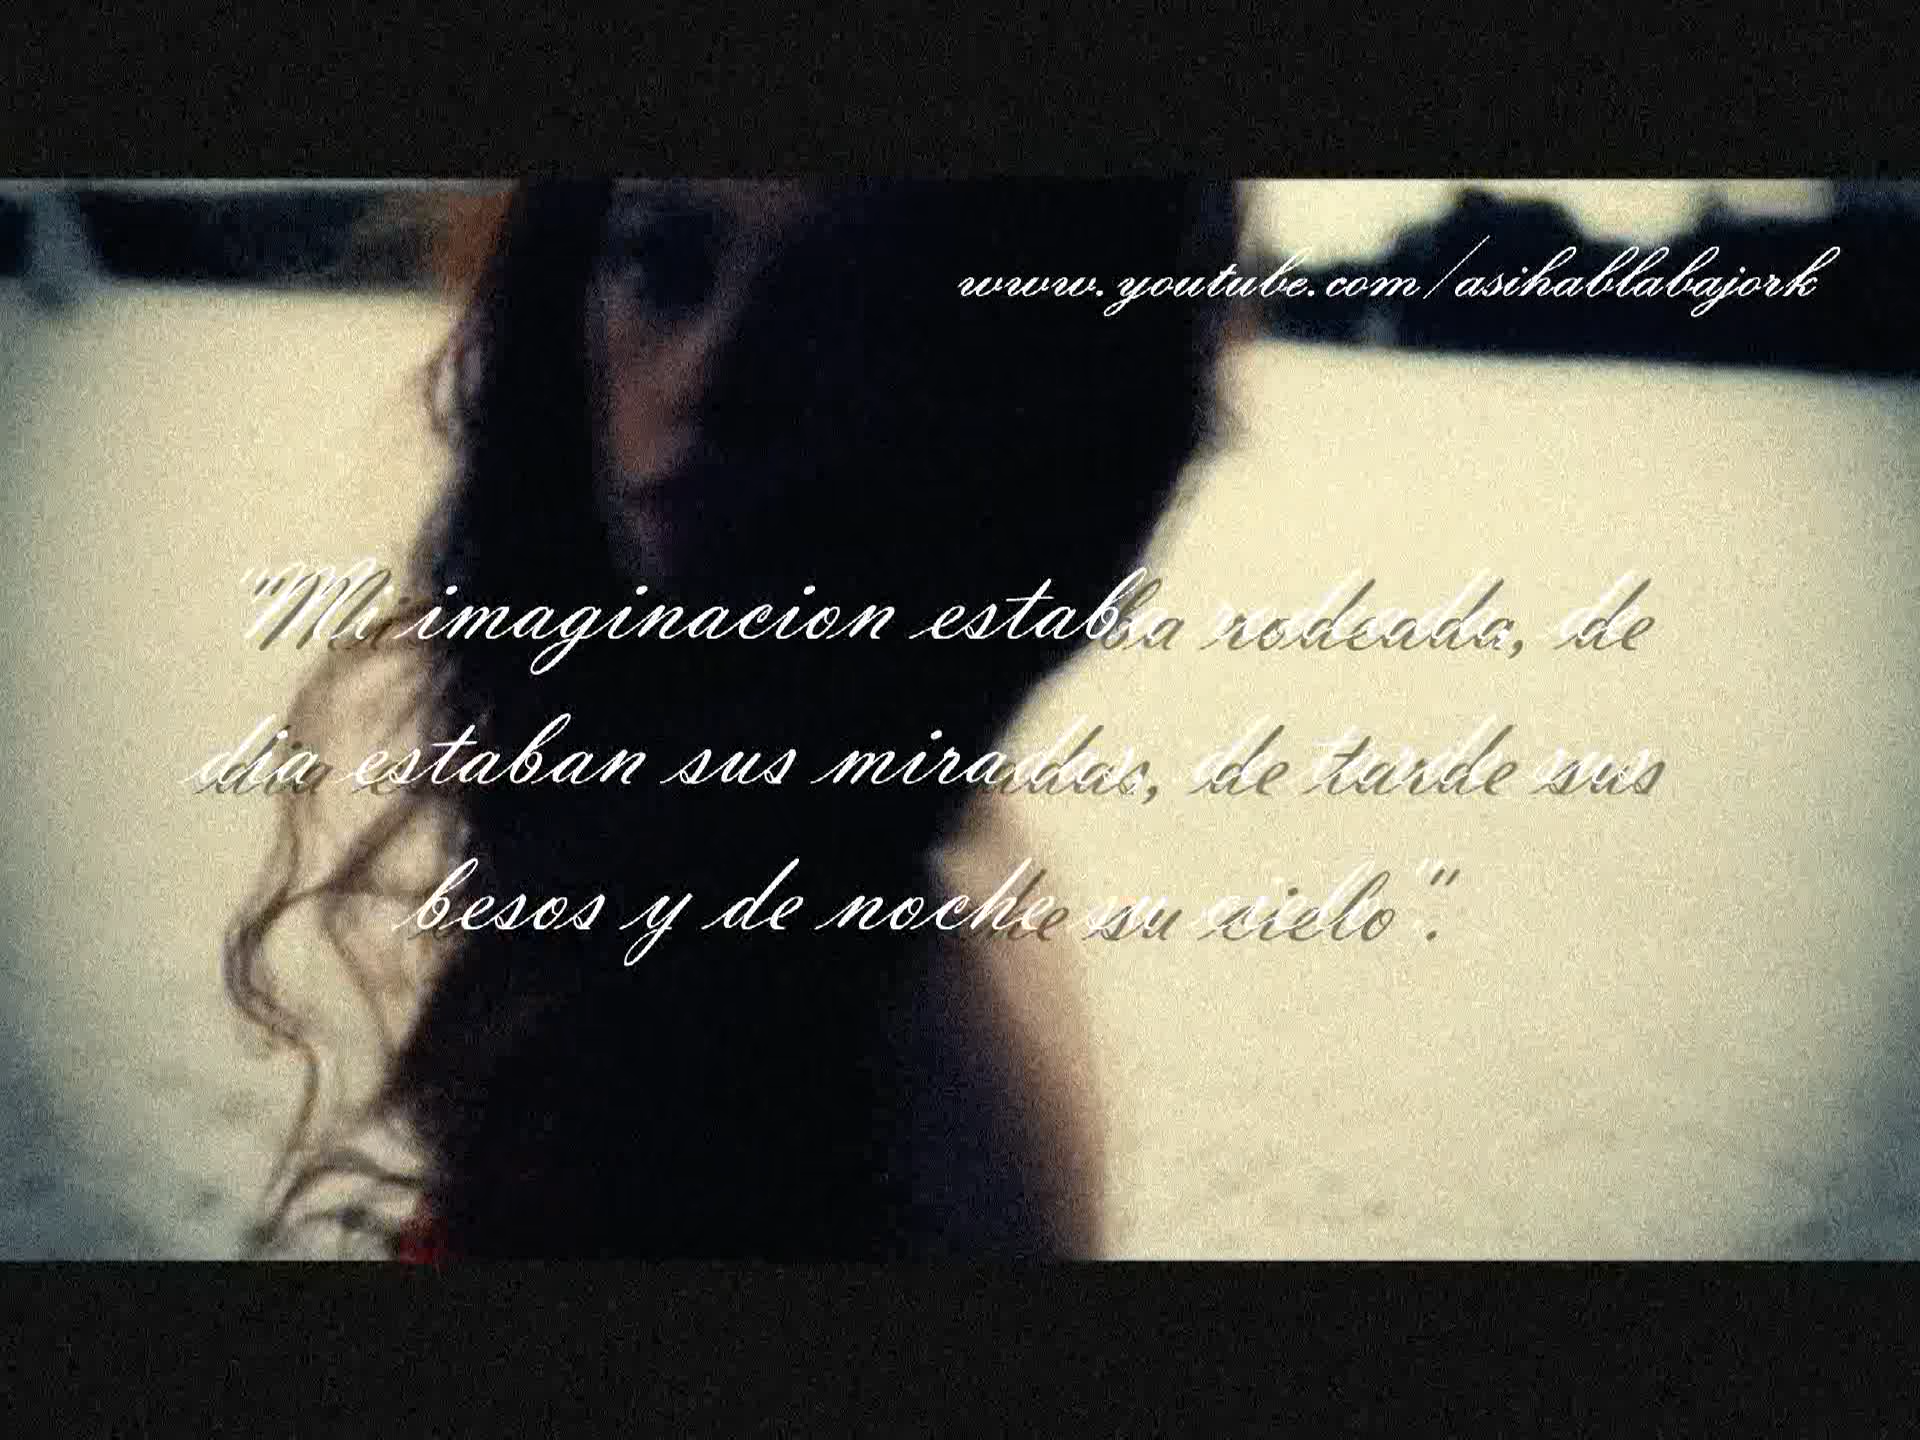 www.youtube.com/asihablabajork
"Mi imaginacion estaba rodeada, de
dia estaban sus miradas, de tarde sus
besos y de noche su cielo".